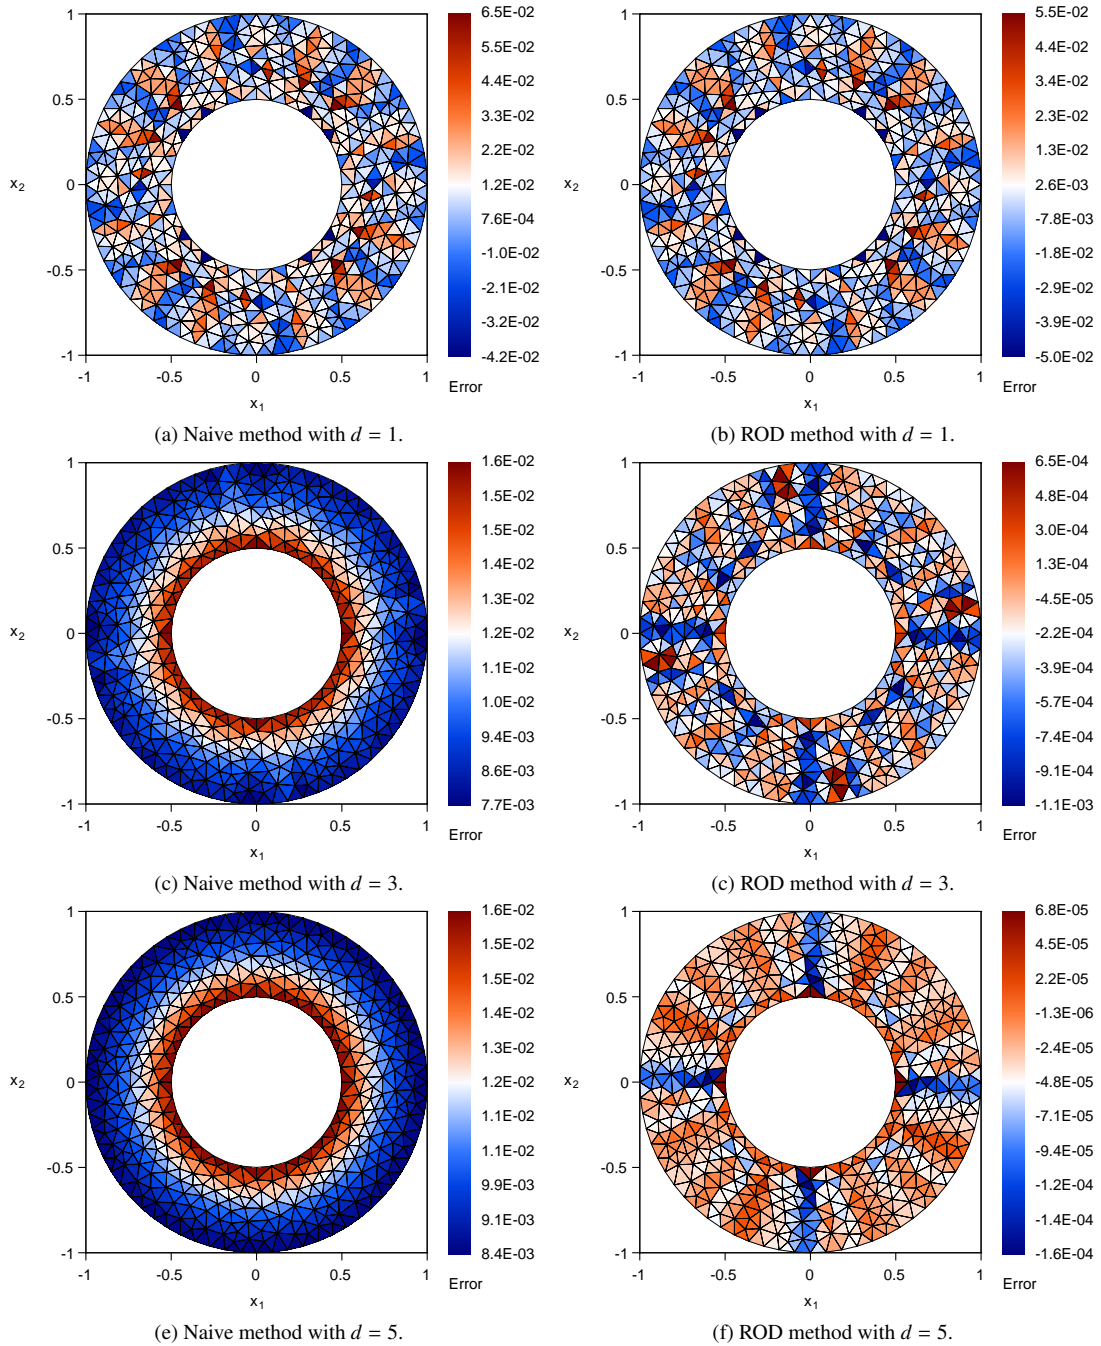 1
0.5
x2
0
-0.5
-1
-1
-0.5
0
0.5
1
x1
6.5E-02
5.5E-02
4.4E-02
3.3E-02
2.2E-02
1.2E-02
7.6E-04
-1.0E-02
-2.1E-02
-3.2E-02
-4.2E-02
Error
(a) Naive method with d = 1.
1
0.5
x2
0
-0.5
-1
-1
-0.5
0
0.5
1
x1
5.5E-02
4.4E-02
3.4E-02
2.3E-02
1.3E-02
2.6E-03
-7.8E-03
-1.8E-02
-2.9E-02
-3.9E-02
-5.0E-02
Error
(b) ROD method with d = 1.
1
0.5
x2
0
-0.5
-1
-1
-0.5
0
0.5
1
x1
1.6E-02
1.6E-02
1.5E-02
1.4E-02
1.3E-02
1.2E-02
1.1E-02
1.0E-02
9.4E-03
8.6E-03
7.7E-03
Error
(c) Naive method with d = 3.
1
0.5
x2
0
-0.5
-1
-1
-0.5
0
0.5
1
x1
6.5E-04
4.8E-04
3.0E-04
1.3E-04
-4.5E-05
-2.2E-04
-3.9E-04
-5.7E-04
-7.4E-04
-9.1E-04
-1.1E-03
Error
(c) ROD method with d = 3.
1
0.5
x2
0
-0.5
-1
-1
-0.5
0
0.5
1
x1
1.6E-02
1.6E-02
1.5E-02
1.4E-02
1.3E-02
1.2E-02
1.1E-02
1.1E-02
9.9E-03
9.1E-03
8.4E-03
Error
(e) Naive method with d = 5.
1
0.5
x2
0
-0.5
-1
-1
-0.5
0
0.5
1
x1
6.8E-05
4.5E-05
2.2E-05
-1.3E-06
-2.5E-05
-4.8E-05
-7.1E-05
-9.4E-05
-1.2E-04
-1.4E-04
-1.6E-04
Error
(f) ROD method with d = 5.